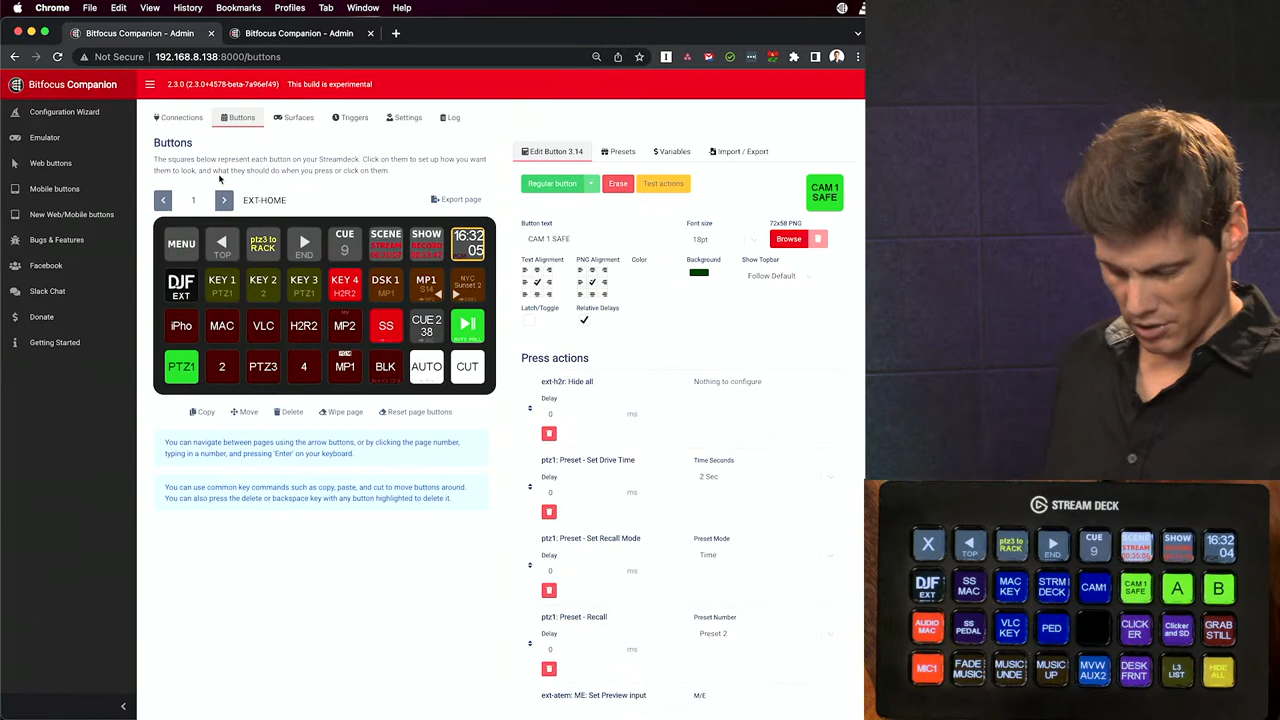 Chrome File Edit View History Bookmarks Profiles Tab Window Help
Bitfocus Companion - Admin
Bitfocus Companion - Admin
Not Secure 192.168.8.138:8000/buttons
Bitfocus Companion
2.3.0 (2.3.0+4578-beta-7a96ef49) This build is experimental
Configuration Wizard
Emulator
Web buttons
Mobile buttons
New Web/Mobile buttons
Bugs & Features
Facebook
Slack Chat
Donate
Getting Started
Connections Buttons Surfaces Triggers Settings Log
Buttons
The squares below represent each button on your Streamdeck. Click on them to set up how you want
them to look, and what they should do when you press or click on them.
1 EXT-HOME Export page
MENU
TOP
ptz3 to
RACK
END
CUE
9
SCENE
STREAM
SHOW
RECORD
16:32
05
DJF
EXT
KEY 1
PTZ1
KEY 2
2
KEY 3
PTZ1
KEY 4
H2R2
DSK 1
MP1
MP1
S14
NYC
Sunset 2
iPho
MAC
VLC
H2R2
MV
MP2
SS
CUE 2
38
AUTO ROLL
PTZ1
2
PTZ3
4
MP1
BLK
AUTO
CUT
Copy Move Delete Wipe page Reset page buttons
You can navigate between pages using the arrow buttons, or by clicking the page number,
typing in a number, and pressing 'Enter' on your keyboard.
You can use common key commands such as copy, paste, and cut to move buttons around.
You can also press the delete or backspace key with any button highlighted to delete it.
Edit Button 3.14 Presets Variables Import / Export
Regular button Erase Test actions
CAM 1
SAFE
Button text
CAM 1 SAFE
Font size
18pt
72x58 PNG
Browse
Text Alignment
PNG Alignment
Color
Background
Show Topbar
Follow Default
Latch/Toggle
Relative Delays
Press actions
ext-h2r: Hide all Nothing to configure
Delay
0 ms
ptz1: Preset - Set Drive Time Time Seconds
Delay 2 Sec
0 ms
ptz1: Preset - Set Recall Mode Preset Mode
Delay Time
0 ms
ptz1: Preset - Recall Preset Number
Delay Preset 2
0 ms
ext-atem: ME: Set Preview input M/E
STREAM DECK
X
TOP
ptz3 to
RACK
END
CUE
9
SCENE
STREAM
SHOW
RECORD
16:32
04
DJF
EXT
SS
MAC
MAC
KEY
STRM
DECK
CAM1
CAM 1
SAFE
A
B
AUDIO
MAC
SS
PEDAL
VLC
KEY
PED
CLICK
ER
Clicker
and SD
GRAB
STILL
MIC1
FADE
MUSIC
MUSIC
UNDE
MUSIC
UP
MVW
AUX2
DESK
FRNT
L3
LIST
HIDE
ALL